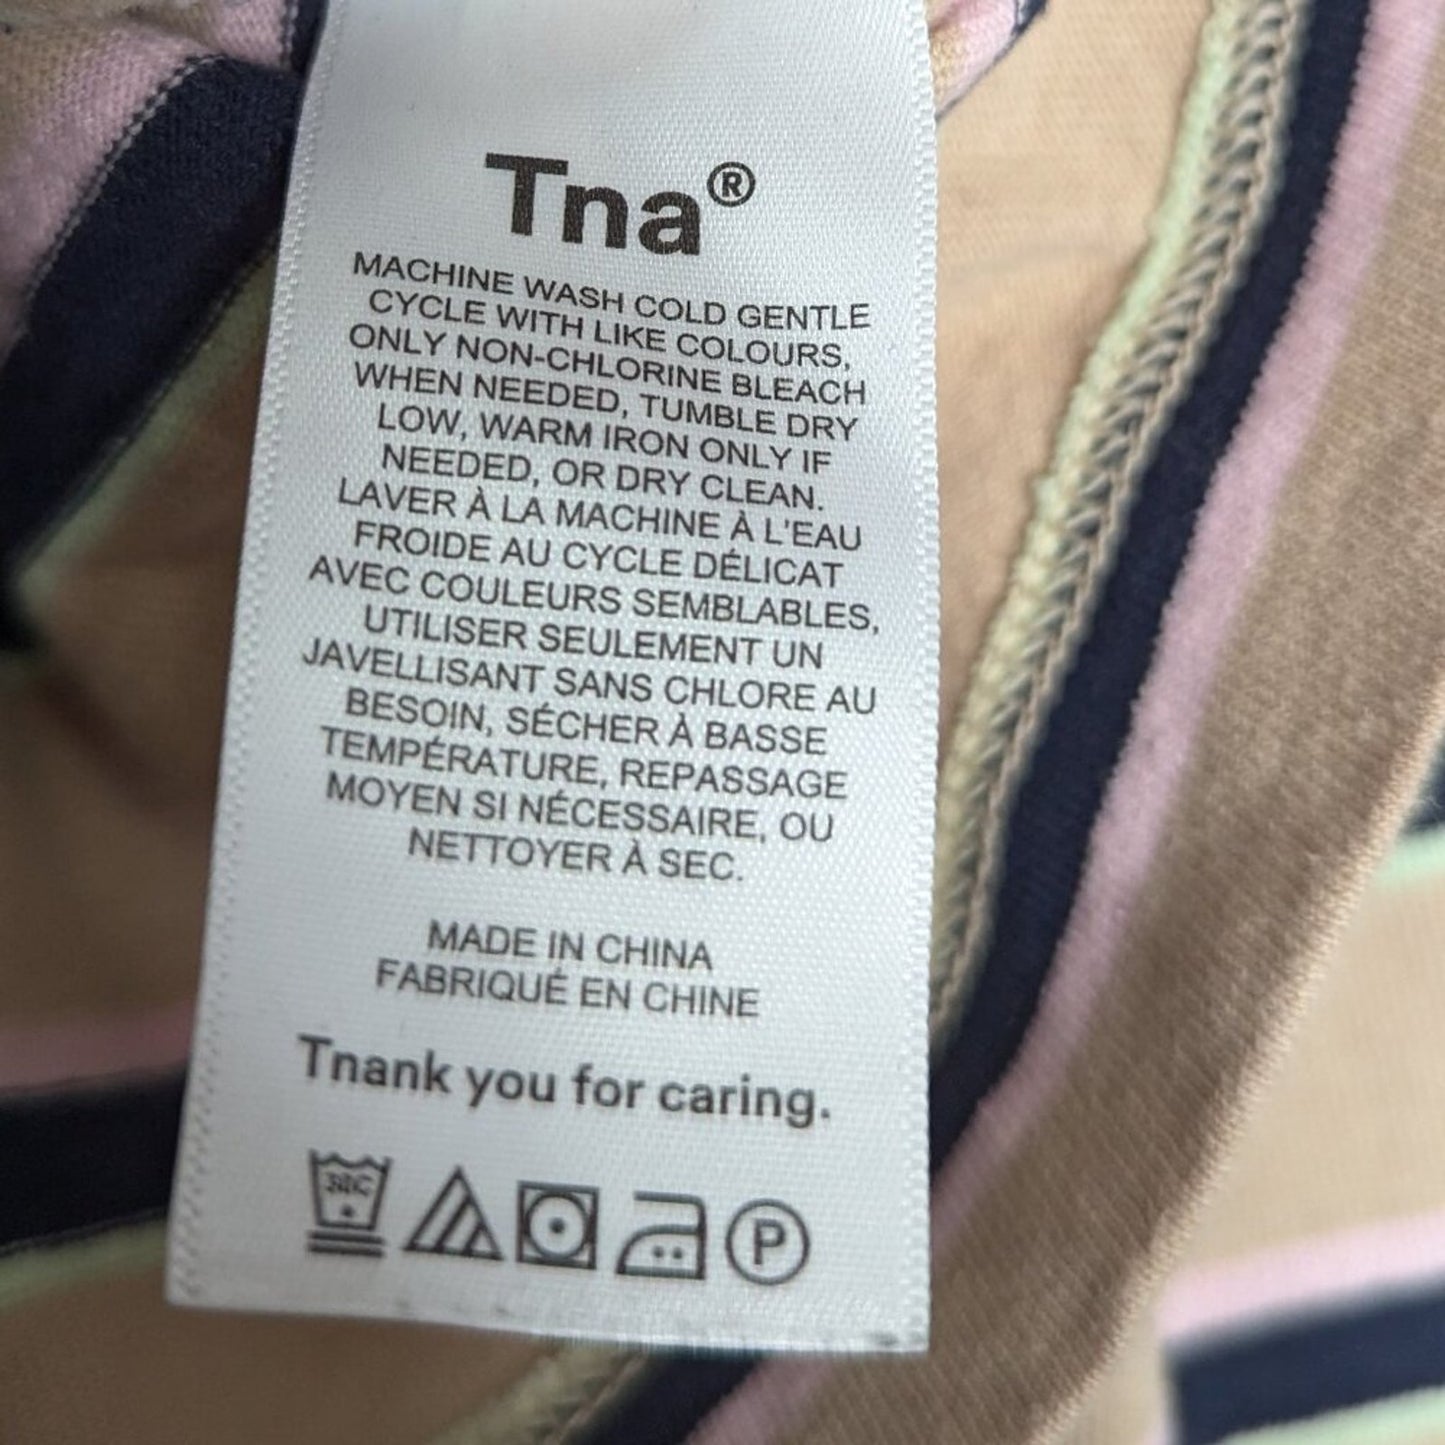 Tna®
MACHINE WASH COLD GENTLE
CYCLE WITH LIKE COLOURS,
ONLY NON-CHLORINE BLEACH
WHEN NEEDED, TUMBLE DRY
LOW, WARM IRON ONLY IF
NEEDED, OR DRY CLEAN.
LAVER À LA MACHINE À L'EAU
FROIDE AU CYCLE DÉLICAT
AVEC COULEURS SEMBLABLES,
UTILISER SEULEMENT UN
JAVELLISANT SANS CHLORE AU
BESOIN, SÉCHER À BASSE
TEMPÉRATURE, REPASSAGE
MOYEN SI NÉCESSAIRE, OU
NETTOYER À SEC.
MADE IN CHINA
FABRIQUÉ EN CHINE
Tnank you for caring.
30C P